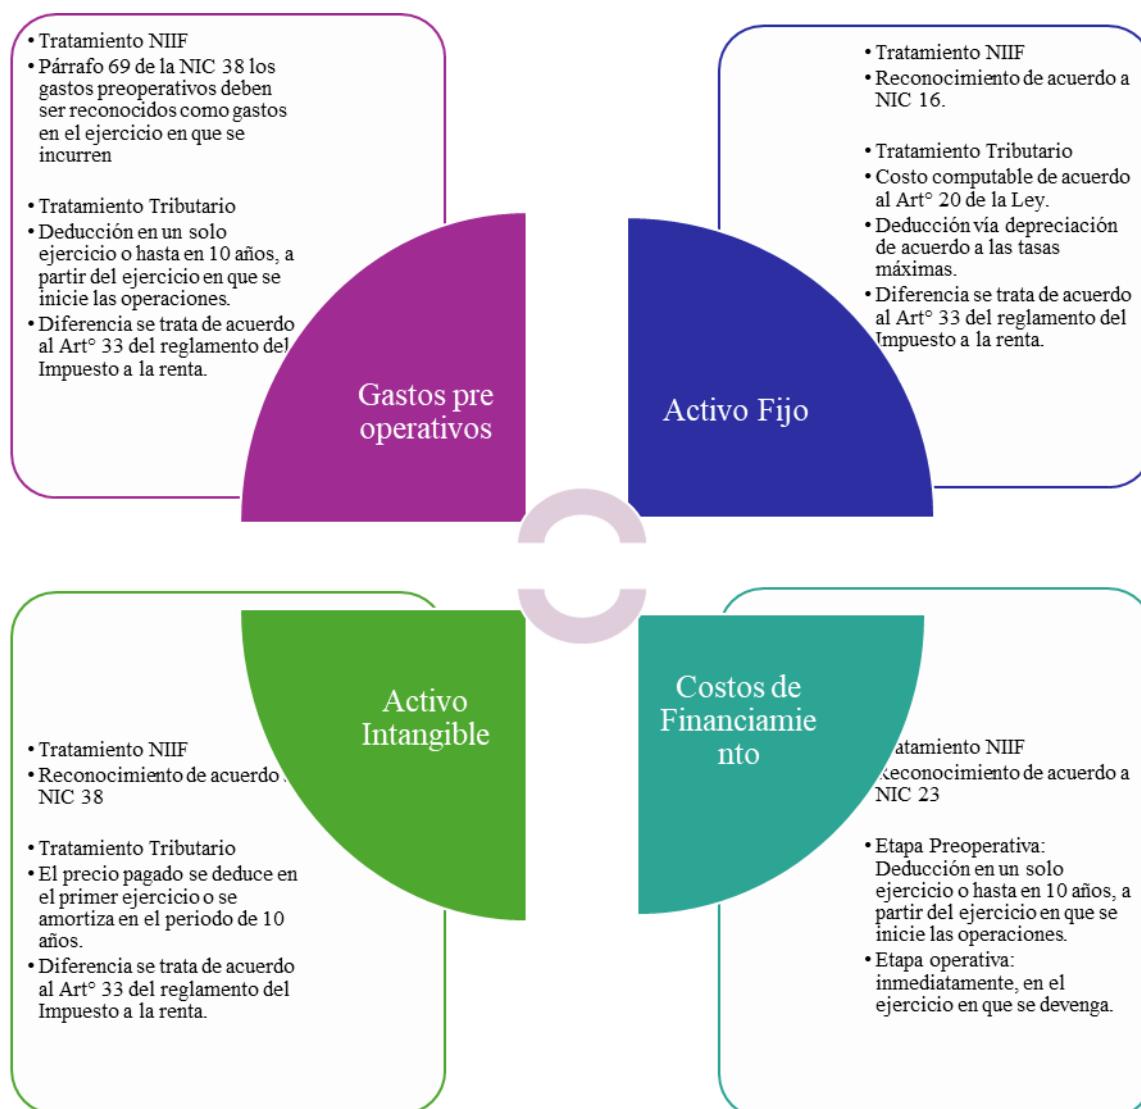 • Tratamiento NIIF
• Párrafo 69 de la NIC 38 los
gastos preoperativos deben
ser reconocidos como gastos
en el ejercicio en que se
incurren
• Tratamiento Tributario
• Deducción en un solo
ejercicio o hasta en 10 años, a
partir del ejercicio en que se
inicie las operaciones.
• Diferencia se trata de acuerdo
al Art° 33 del reglamento del
Impuesto a la renta.
Gastos pre
operativos
• Tratamiento NIIF
• Reconocimiento de acuerdo a
NIC 16.
• Tratamiento Tributario
• Costo computable de acuerdo
al Art° 20 de la Ley.
• Deducción vía depreciación
de acuerdo a las tasas
máximas.
• Diferencia se trata de acuerdo
al Art° 33 del reglamento del
Impuesto a la renta.
Activo Fijo
Activo
Intangible
• Tratamiento NIIF
• Reconocimiento de acuerdo
NIC 38
• Tratamiento Tributario
• El precio pagado se deduce en
el primer ejercicio o se
amortiza en el periodo de 10
años.
• Diferencia se trata de acuerdo
al Art° 33 del reglamento del
Impuesto a la renta.
Costos de
Financiamie
nto
Tratamiento NIIF
Reconocimiento de acuerdo a
NIC 23
• Etapa Preoperativa:
Deducción en un solo
ejercicio o hasta en 10 años, a
partir del ejercicio en que se
inicie las operaciones.
• Etapa operativa:
inmediatamente, en el
ejercicio en que se devenga.